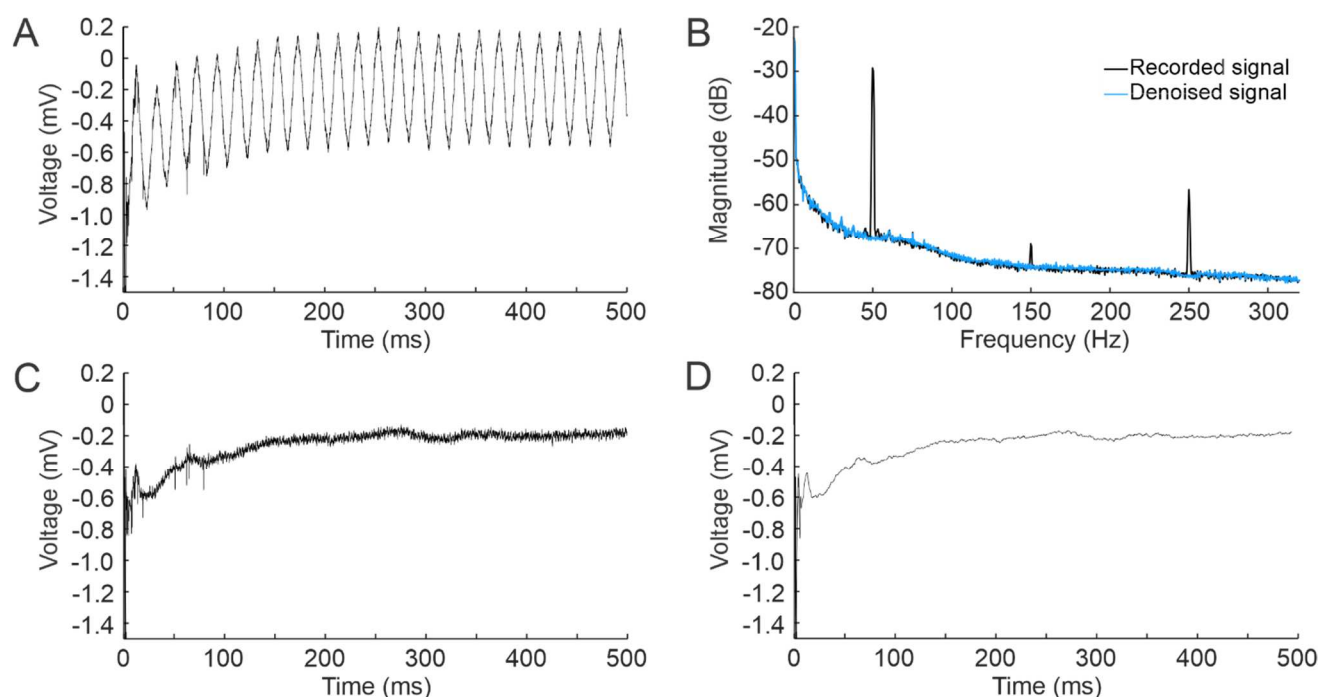 A
Voltage (mV)
0.2
0
-0.2
-0.4
-0.6
-0.8
-1.0
-1.2
-1.4
0 100 200 300 400 500
Time (ms)
B
Magnitude (dB)
-20
-30
-40
-50
-60
-70
-80
Recorded signal
Denoised signal
0 50 100 150 200 250 300
Frequency (Hz)
C
Voltage (mV)
0.2
0
-0.2
-0.4
-0.6
-0.8
-1.0
-1.2
-1.4
0 100 200 300 400 500
Time (ms)
D
Voltage (mV)
0.2
0
-0.2
-0.4
-0.6
-0.8
-1.0
-1.2
-1.4
0 100 200 300 400 500
Time (ms)